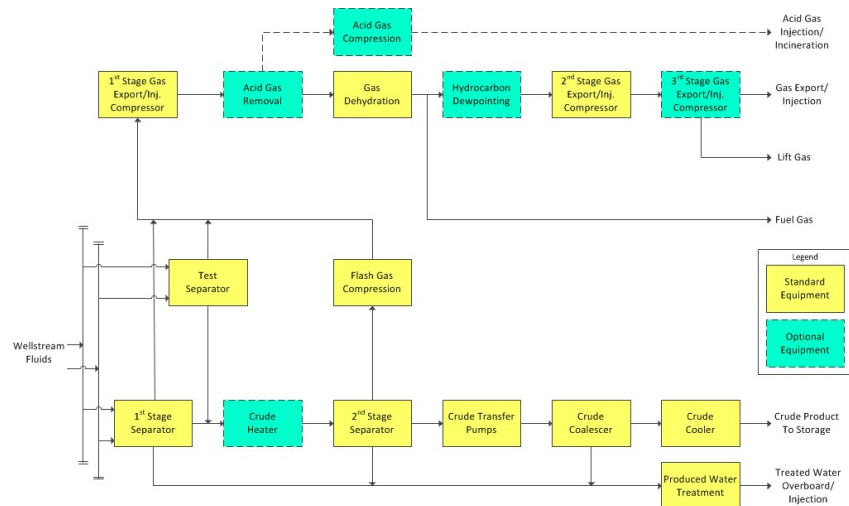 Acid Gas
Compression
Acid Gas
Injection/
Incineration
1st Stage Gas
Export/Inj.
Compressor
Acid Gas
Removal
Gas
Dehydration
Hydrocarbon
Dewpointing
2nd Stage Gas
Export/Inj.
Compressor
3rd Stage Gas
Export/Inj.
Compressor
Gas Export/
Injection
Lift Gas
Fuel Gas
Test
Separator
Flash Gas
Compression
Legend
Standard
Equipment
Optional
Equipment
Wellstream
Fluids
1st Stage
Separator
Crude
Heater
2nd Stage
Separator
Crude Transfer
Pumps
Crude
Coalescer
Crude
Cooler
Crude Product
To Storage
Produced Water
Treatment
Treated Water
Overboard/
Injection